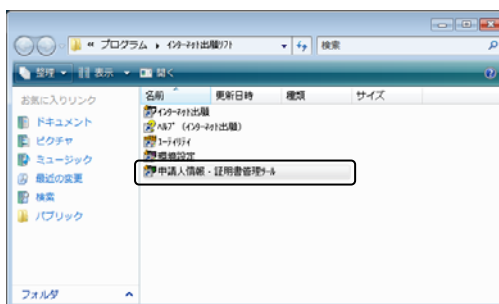 « プログラム ▸ インターネット出願ソフト
検索
整理 表示 開く
お気に入りリンク
ドキュメント
ピクチャ
ミュージック
最近の変更
検索
パブリック
フォルダ
名前 更新日時 種類 サイズ
インターネット出願
ヘルプ (インターネット出願)
ユーティリティ
環境設定
申請人情報・証明書管理ツール